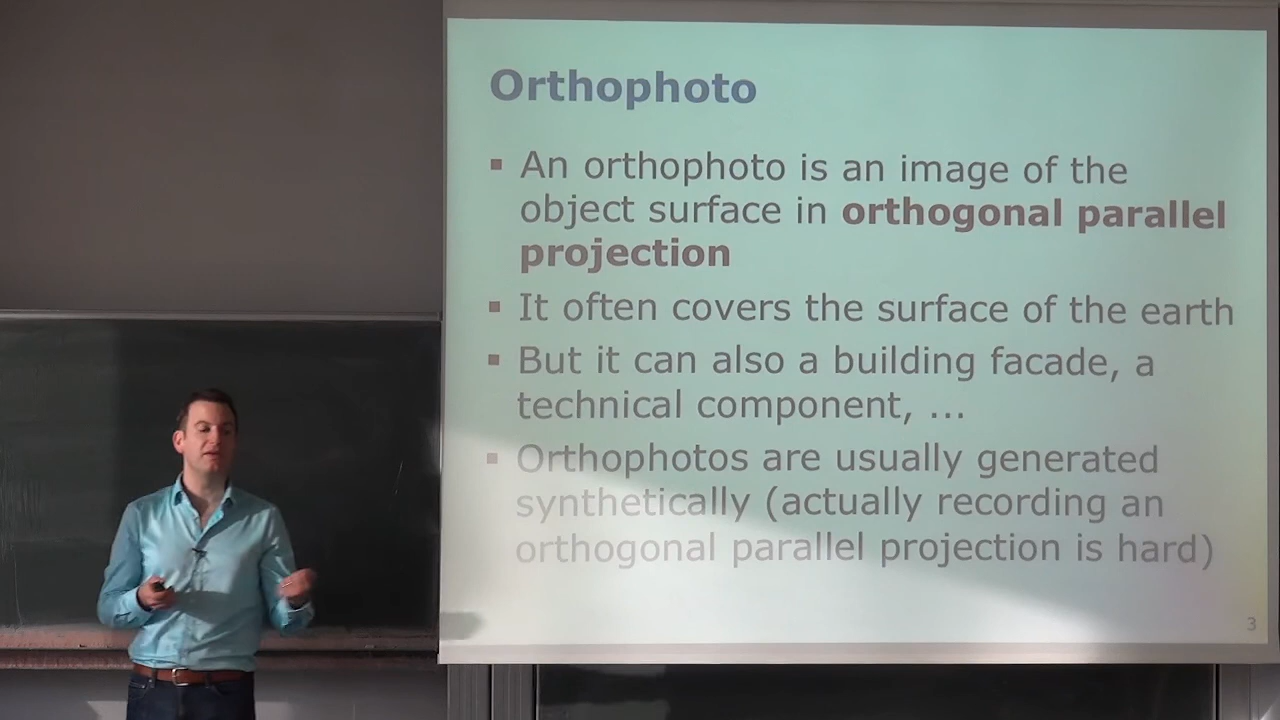 Orthophoto
▪ An orthophoto is an image of the
object surface in orthogonal parallel
projection
▪ It often covers the surface of the earth
▪ But it can also a building facade, a
technical component, ...
▪ Orthophotos are usually generated
synthetically (actually recording an
orthogonal parallel projection is hard)
3